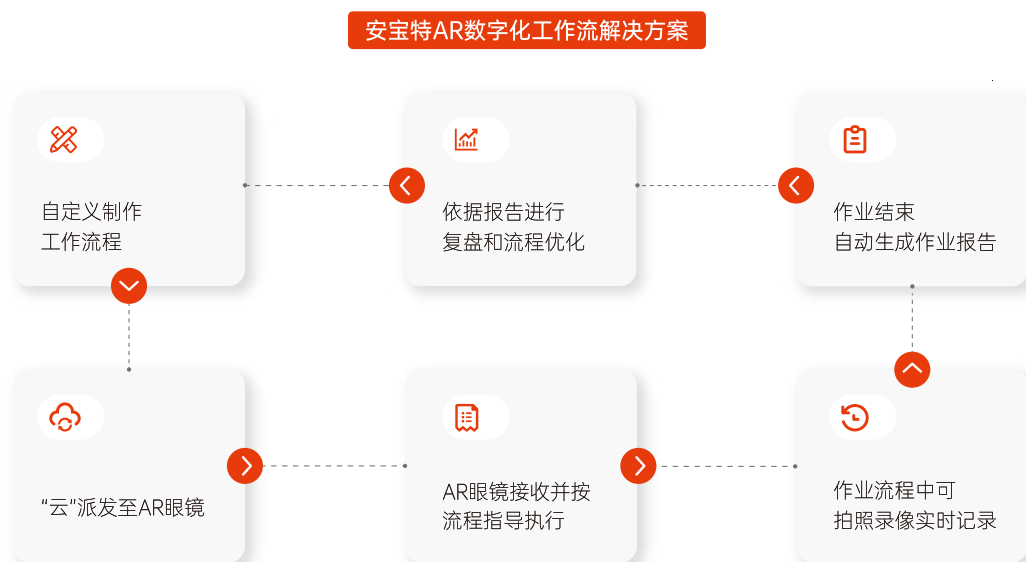 安宝特AR数字化工作流解决方案
自定义制作
工作流程
依据报告进行
复盘和流程优化
作业结束
自动生成作业报告
“云”派发至AR眼镜
AR眼镜接收并按
流程指导执行
作业流程中可
拍照录像实时记录